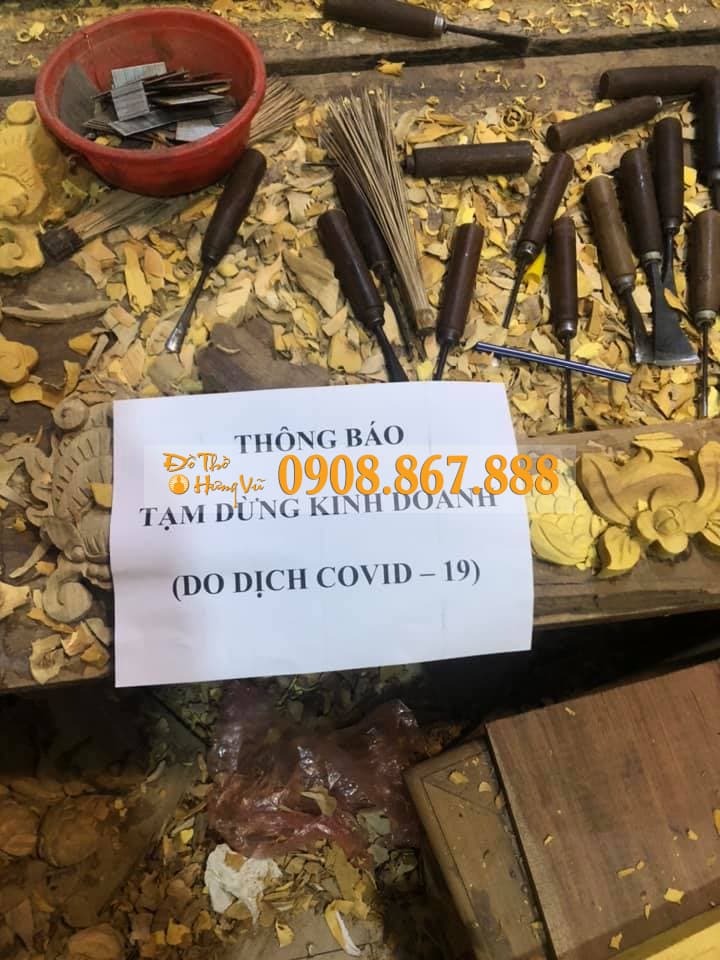 THÔNG BÁO
Đồ Thờ
Hưng Vũ
0908.867.888
TẠM DỪNG KINH DOANH
(DO DỊCH COVID – 19)